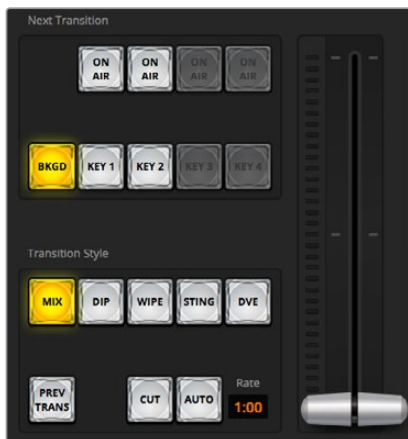 Next Transition
ON AIR ON AIR ON AIR ON AIR
BKGD KEY 1 KEY 2 KEY 3 KEY 4
Transition Style
MIX DIP WIPE STING DVE
Rate
PREV TRANS CUT AUTO 1:00